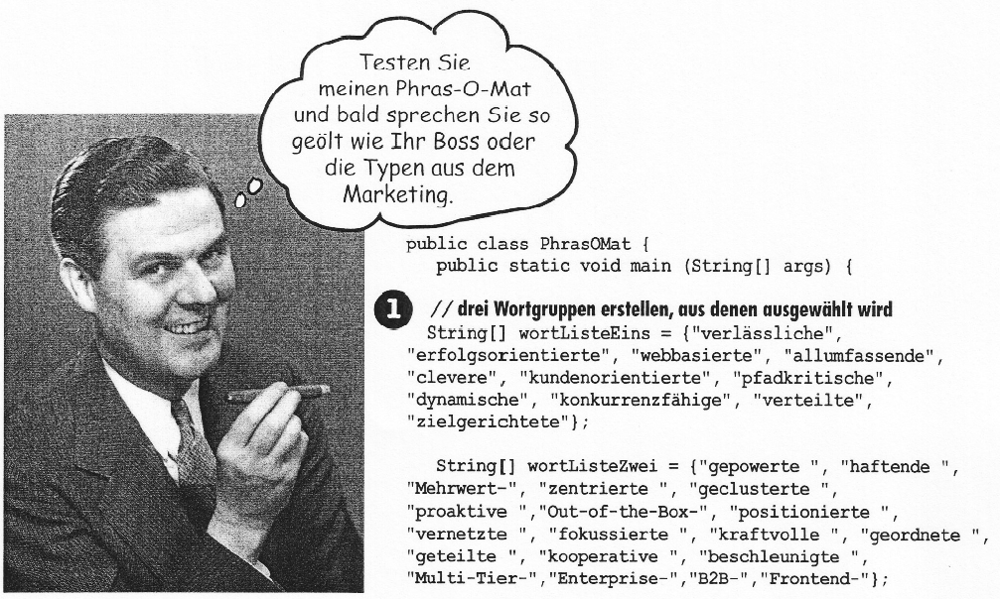 Testen Sie
meinen Phras-O-Mat
und bald sprechen Sie so
geölt wie Ihr Boss oder
die Typen aus dem
Marketing.
public class PhrasOMat {
public static void main (String[] args) {
1 // drei Wortgruppen erstellen, aus denen ausgewählt wird
String[] wortListeEins = {"verlässliche",
"erfolgsorientierte", "webbasierte", "allumfassende",
"clevere", "kundenorientierte", "pfadkritische",
"dynamische", "konkurrenzfähige", "verteilte",
"zielgerichtete"};
String[] wortListeZwei = {"gepowerte ", "haftende ",
"Mehrwert-", "zentrierte ", "geclusterte ",
"proaktive ","Out-of-the-Box-", "positionierte ",
"vernetzte ", "fokussierte ", "kraftvolle ", "geordnete ",
"geteilte ", "kooperative ", "beschleunigte ",
"Multi-Tier-","Enterprise-","B2B-","Frontend-"};